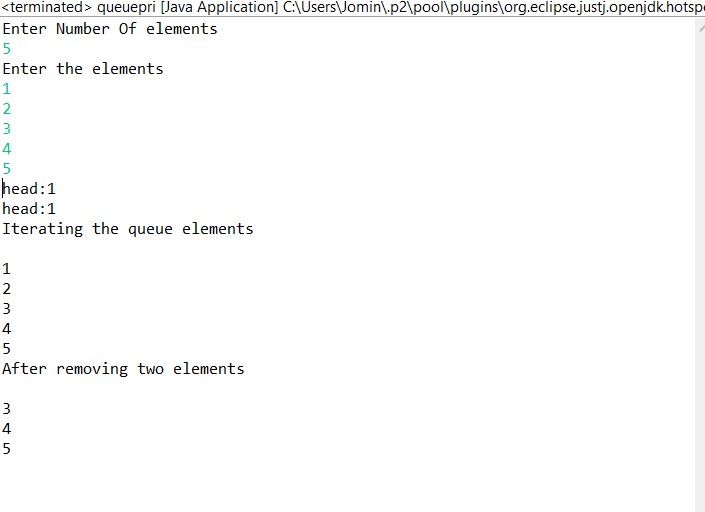 <terminated> queuepri [Java Application] C:\Users\Jomin\.p2\pool\plugins\org.eclipse.justj.openjdk.hotsp
Enter Number Of elements
5
Enter the elements
1
2
3
4
5
head:1
head:1
Iterating the queue elements
1
2
3
4
5
After removing two elements
3
4
5